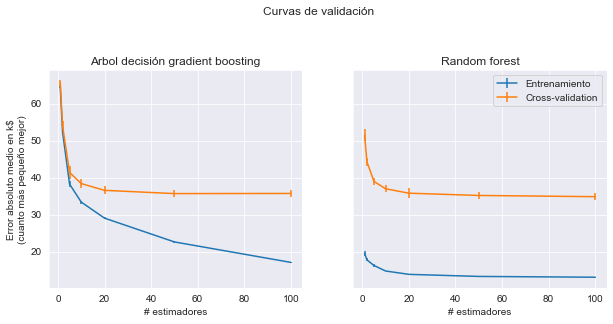 Curvas de validación
Arbol decisión gradient boosting
Random forest
Error absoluto medio en k$
(cuanto más pequeño mejor)
60
50
40
30
20
0
20
40
60
80
100
# estimadores
Entrenamiento
Cross-validation
0
20
40
60
80
100
# estimadores